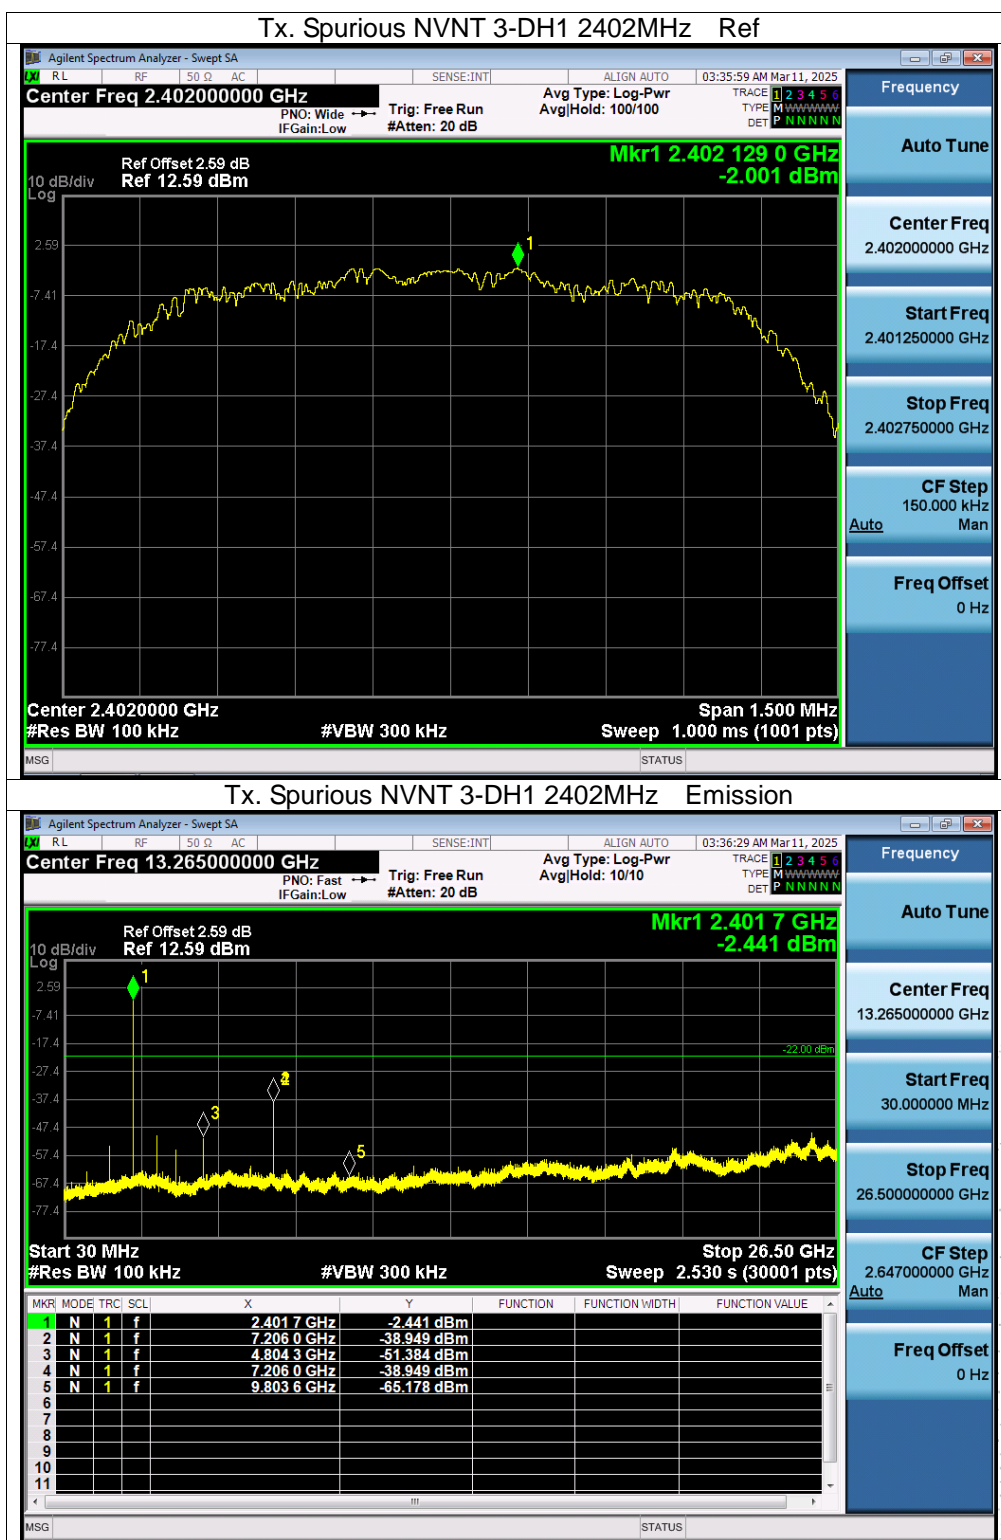 Tx. Spurious NVNT 3-DH1 2402MHz Ref
Agilent Spectrum Analyzer - Swept SA
LXI RL RF 50 Ω AC SENSE:INT ALIGN AUTO 03:35:59 AM Mar 11, 2025
Center Freq 2.402000000 GHz
PNO: Wide
IFGain:Low
Trig: Free Run
#Atten: 20 dB
Avg Type: Log-Pwr
Avg|Hold: 100/100
TRACE 1 2 3 4 5 6
TYPE M W W W W W
DET P N N N N N
Frequency
Mkr1 2.402 129 0 GHz
-2.001 dBm
Ref Offset 2.59 dB
Ref 12.59 dBm
10 dB/div
Log
1
2.59
-7.41
-17.4
-27.4
-37.4
-47.4
-57.4
-67.4
-77.4
Center 2.4020000 GHz
Span 1.500 MHz
#Res BW 100 kHz
#VBW 300 kHz
Sweep 1.000 ms (1001 pts)
MSG
STATUS
Auto Tune
Center Freq
2.402000000 GHz
Start Freq
2.401250000 GHz
Stop Freq
2.402750000 GHz
CF Step
150.000 kHz
Auto Man
Freq Offset
0 Hz
Tx. Spurious NVNT 3-DH1 2402MHz Emission
Agilent Spectrum Analyzer - Swept SA
LXI RL RF 50 Ω AC SENSE:INT ALIGN AUTO 03:36:29 AM Mar 11, 2025
Center Freq 13.265000000 GHz
PNO: Fast
IFGain:Low
Trig: Free Run
#Atten: 20 dB
Avg Type: Log-Pwr
Avg|Hold: 10/10
TRACE 1 2 3 4 5 6
TYPE M W W W W W
DET P N N N N N
Frequency
Mkr1 2.401 7 GHz
-2.441 dBm
Ref Offset 2.59 dB
Ref 12.59 dBm
10 dB/div
Log
1
2.59
-7.41
-17.4
-22.00 dBm
-27.4
-37.4
3
-47.4
5
-57.4
-67.4
-77.4
Start 30 MHz
Stop 26.50 GHz
#Res BW 100 kHz
#VBW 300 kHz
Sweep 2.530 s (30001 pts)
MKR MODE TRC SCL X Y FUNCTION FUNCTION WIDTH FUNCTION VALUE
1 N 1 f 2.401 7 GHz -2.441 dBm
2 N 1 f 7.206 0 GHz -38.949 dBm
3 N 1 f 4.804 3 GHz -51.384 dBm
4 N 1 f 7.206 0 GHz -38.949 dBm
5 N 1 f 9.803 6 GHz -65.178 dBm
6
7
8
9
10
11
MSG
STATUS
Auto Tune
Center Freq
13.265000000 GHz
Start Freq
30.000000 MHz
Stop Freq
26.500000000 GHz
CF Step
2.647000000 GHz
Auto Man
Freq Offset
0 Hz